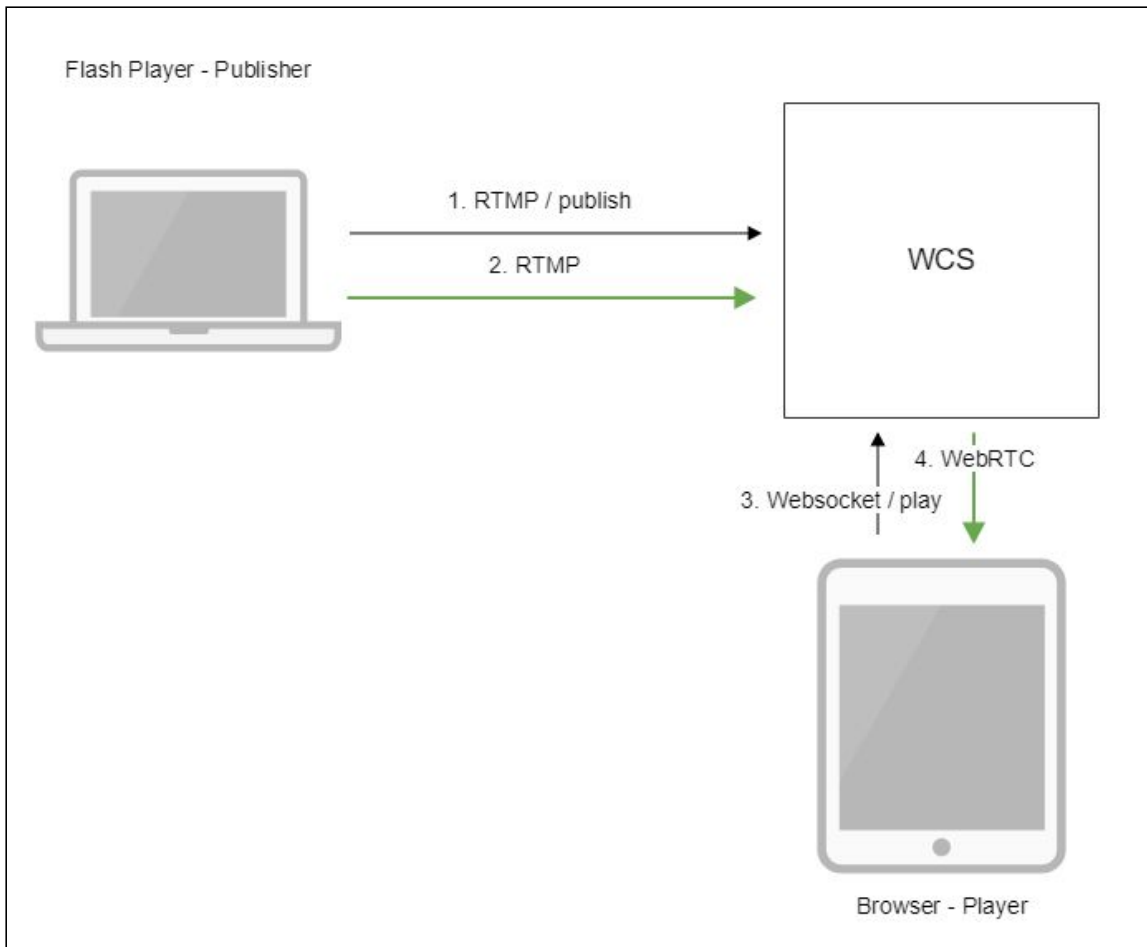 Flash Player - Publisher
1. RTMP / publish
2. RTMP
WCS
4. WebRTC
3. Websocket / play
Browser - Player